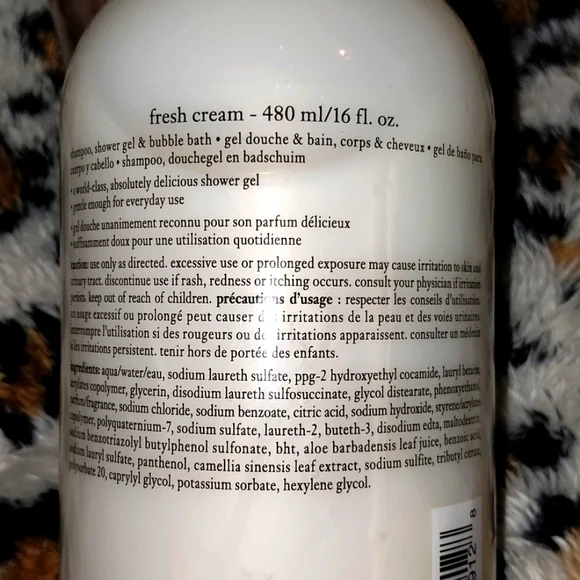 fresh cream - 480 ml/16 fl. oz.
shampoo, shower gel & bubble bath • gel douche & bain, corps & cheveux • gel de baño para
cuerpo y cabello • shampoo, douchegel en badschuim
• a world-class, absolutely delicious shower gel
• gentle enough for everyday use
• gel douche unanimement reconnu pour son parfum délicieux
• suffisamment doux pour une utilisation quotidienne
caution: use only as directed. excessive use or prolonged exposure may cause irritation to skin and
urinary tract. discontinue use if rash, redness or itching occurs. consult your physician if irritation
persists. keep out of reach of children. précautions d'usage : respecter les conseils d'utilisation.
un usage excessif ou prolongé peut causer des irritations de la peau et des voies urinaires.
interrompre l'utilisation si des rougeurs ou des irritations apparaissent. consulter un médecin
si les irritations persistent. tenir hors de portée des enfants.
ingredients: aqua/water/eau, sodium laureth sulfate, ppg-2 hydroxyethyl cocamide, lauryl betaine,
acrylates copolymer, glycerin, disodium laureth sulfosuccinate, glycol distearate, phenoxyethanol,
parfum/fragrance, sodium chloride, sodium benzoate, citric acid, sodium hydroxide, styrene/acrylates
copolymer, polyquaternium-7, sodium sulfate, laureth-2, buteth-3, disodium edta, maltodextrin,
sodium benzotriazolyl butylphenol sulfonate, bht, aloe barbadensis leaf juice, benzoic acid,
sodium lauryl sulfate, panthenol, camellia sinensis leaf extract, sodium sulfite, tributyl citrate,
polysorbate 20, caprylyl glycol, potassium sorbate, hexylene glycol.
912 8